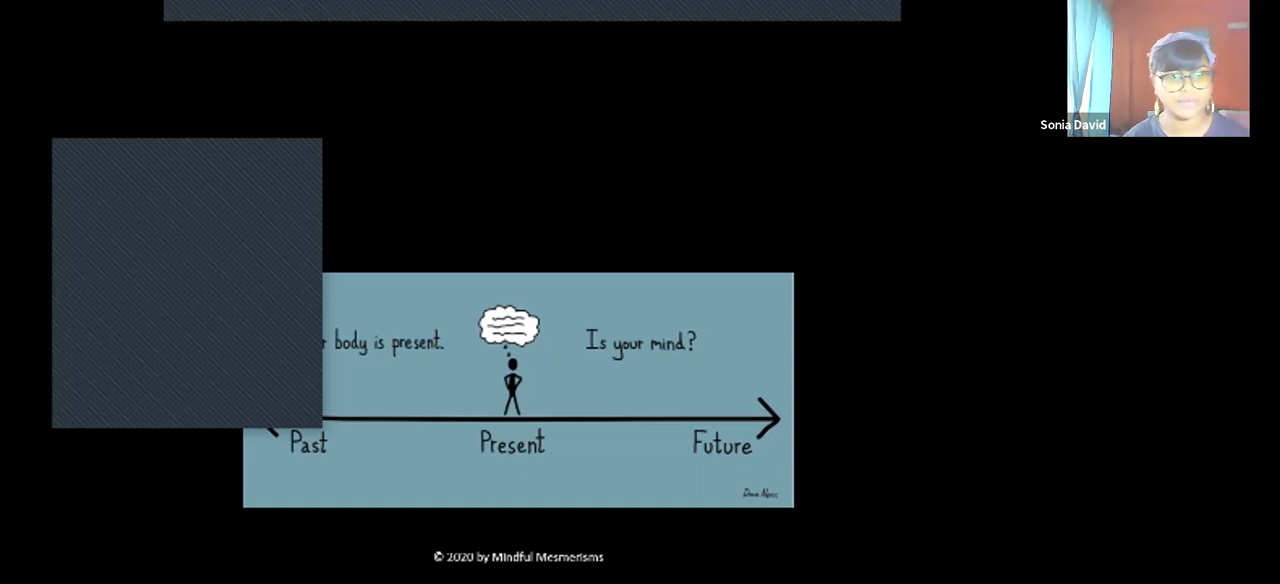 Sonia David
body is present.
Is your mind?
Past
Present
Future
© 2020 by Mindful Mesmerisms